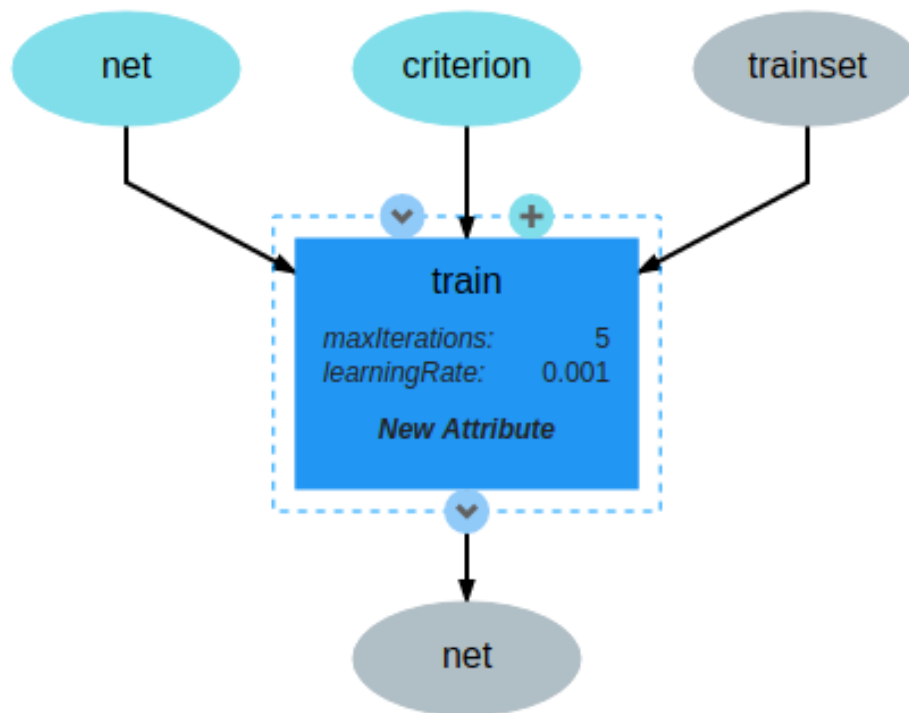 net
criterion
trainset
train
maxIterations: 5
learningRate: 0.001
New Attribute
net